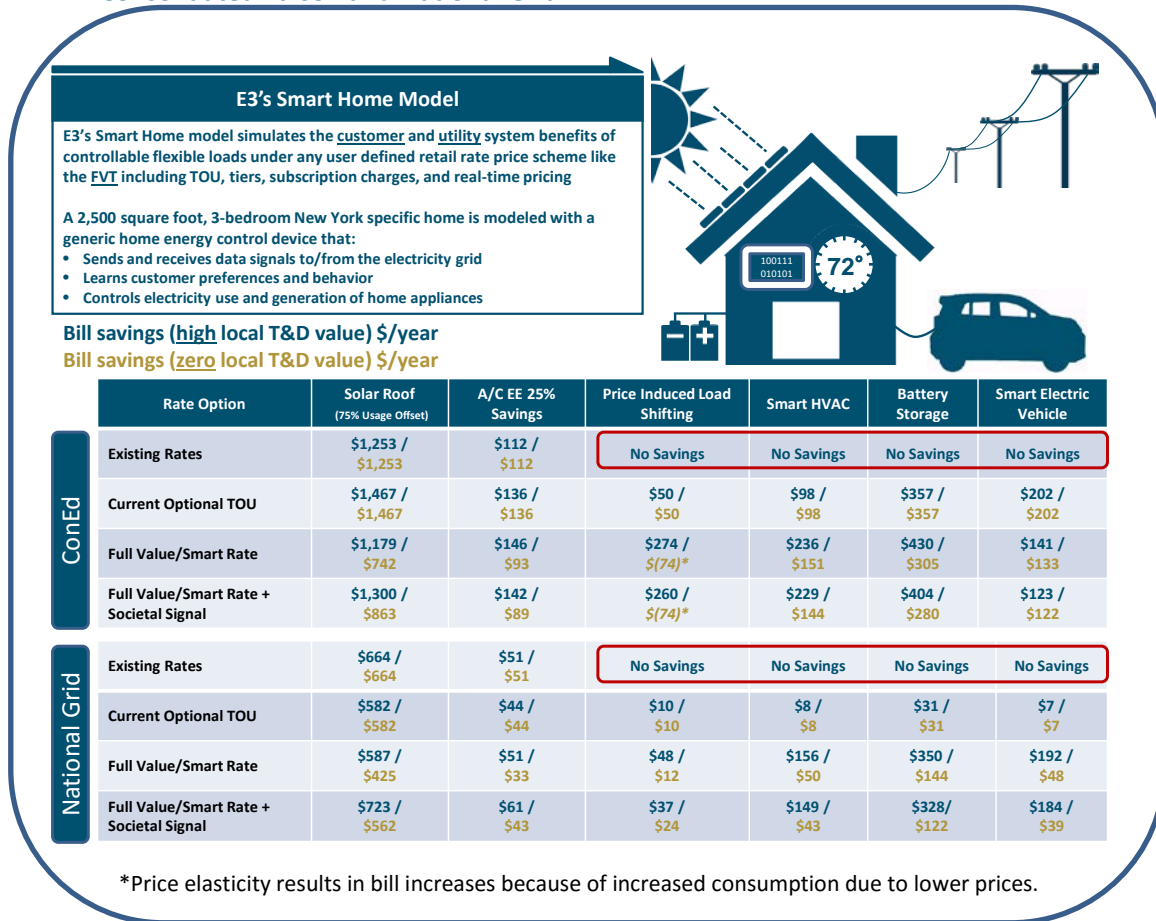 E3's Smart Home Model
E3's Smart Home model simulates the customer and utility system benefits of
controllable flexible loads under any user defined retail rate price scheme like
the FVT including TOU, tiers, subscription charges, and real-time pricing
A 2,500 square foot, 3-bedroom New York specific home is modeled with a
generic home energy control device that:
• Sends and receives data signals to/from the electricity grid
• Learns customer preferences and behavior
• Controls electricity use and generation of home appliances
100111
010101
72°
Bill savings (high local T&D value) $/year
Bill savings (zero local T&D value) $/year
Rate Option
Solar Roof
(75% Usage Offset)
A/C EE 25%
Savings
Price Induced Load
Shifting
Smart HVAC
Battery
Storage
Smart Electric
Vehicle
ConEd
Existing Rates
$1,253 /
$1,253
$112 /
$112
No Savings
No Savings
No Savings
No Savings
Current Optional TOU
$1,467 /
$1,467
$136 /
$136
$50 /
$50
$98 /
$98
$357 /
$357
$202 /
$202
Full Value/Smart Rate
$1,179 /
$742
$146 /
$93
$274 /
$(74)*
$236 /
$151
$430 /
$305
$141 /
$133
Full Value/Smart Rate +
Societal Signal
$1,300 /
$863
$142 /
$89
$260 /
$(74)*
$229 /
$144
$404 /
$280
$123 /
$122
National Grid
Existing Rates
$664 /
$664
$51 /
$51
No Savings
No Savings
No Savings
No Savings
Current Optional TOU
$582 /
$582
$44 /
$44
$10 /
$10
$8 /
$8
$31 /
$31
$7 /
$7
Full Value/Smart Rate
$587 /
$425
$51 /
$33
$48 /
$12
$156 /
$50
$350 /
$144
$192 /
$48
Full Value/Smart Rate +
Societal Signal
$723 /
$562
$61 /
$43
$37 /
$24
$149 /
$43
$328/
$122
$184 /
$39
*Price elasticity results in bill increases because of increased consumption due to lower prices.